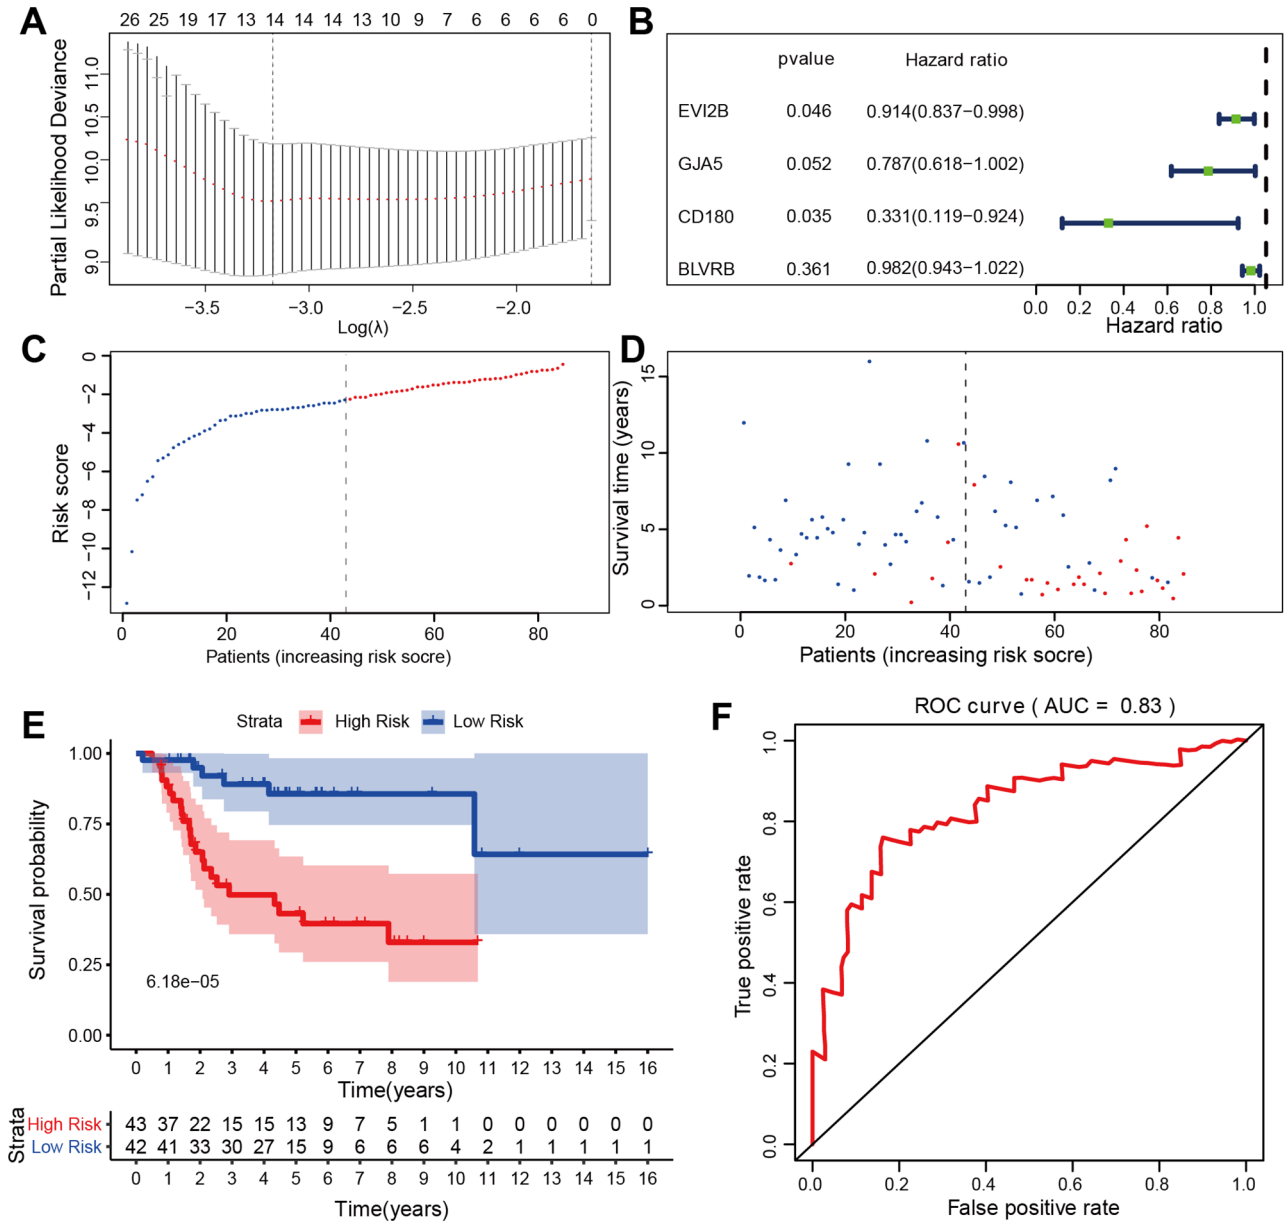 A
26 25 19 17 13 14 14 14 13 10 9 7 6 6 6 6 0
Partial Likelihood Deviance
11.0
10.5
10.0
9.5
9.0
−3.5 −3.0 −2.5 −2.0
Log(λ)
B
pvalue Hazard ratio
EVI2B 0.046 0.914(0.837−0.998)
GJA5 0.052 0.787(0.618−1.002)
CD180 0.035 0.331(0.119−0.924)
BLVRB 0.361 0.982(0.943−1.022)
0.0 0.2 0.4 0.6 0.8 1.0
Hazard ratio
C
Risk score
0
−2
−4
−6
−8
−10
−12
0 20 40 60 80
Patients (increasing risk socre)
D
Survival time (years)
15
10
5
0
0 20 40 60 80
Patients (increasing risk socre)
E
Strata High Risk Low Risk
Survival probability
1.00
0.75
0.50
0.25
0.00
6.18e−05
0 1 2 3 4 5 6 7 8 9 10 11 12 13 14 15 16
Time(years)
Strata
High Risk 43 37 22 15 15 13 9 7 5 1 1 0 0 0 0 0 0
Low Risk 42 41 33 30 27 15 9 6 6 6 4 2 1 1 1 1 1
0 1 2 3 4 5 6 7 8 9 10 11 12 13 14 15 16
Time(years)
F
ROC curve ( AUC = 0.83 )
True positive rate
1.0
0.8
0.6
0.4
0.2
0.0
0.0 0.2 0.4 0.6 0.8 1.0
False positive rate